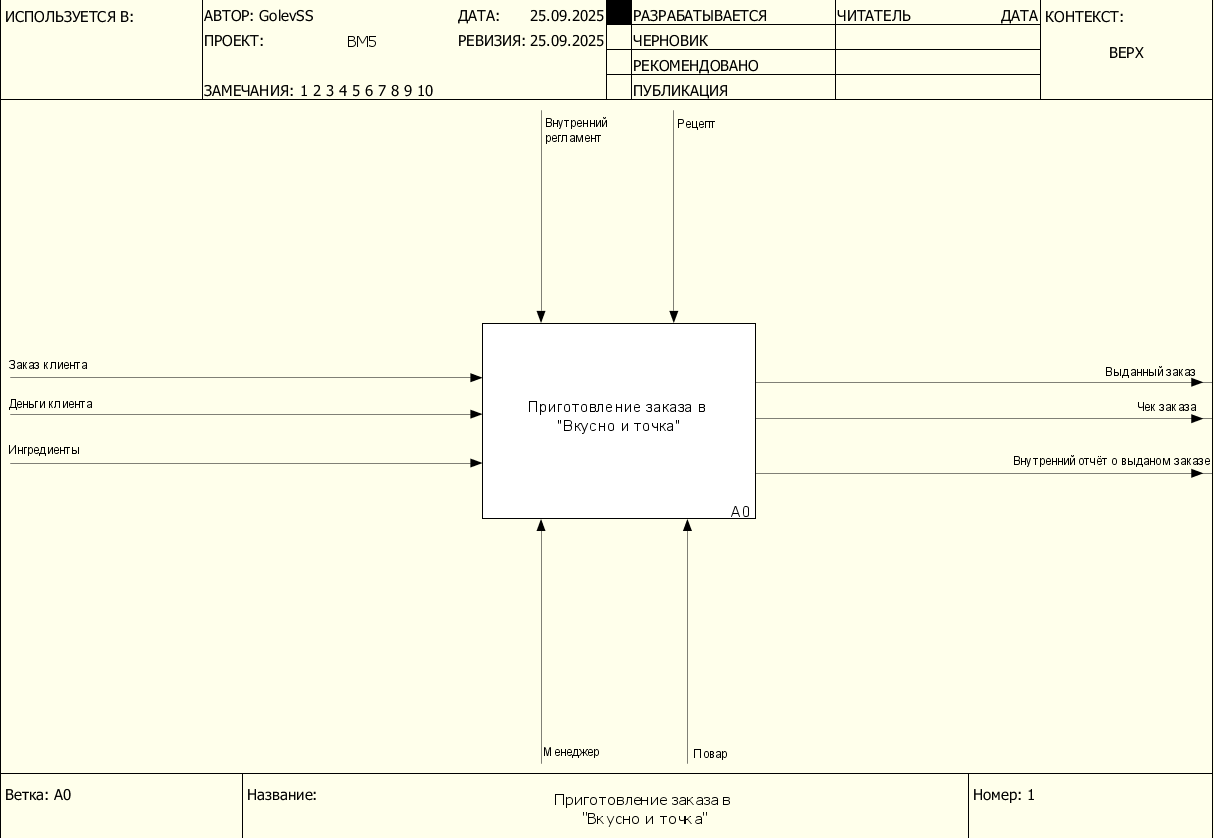 ИСПОЛЬЗУЕТСЯ В:
АВТОР: GolevSS
ДАТА: 25.09.2025
ПРОЕКТ: BM5
РЕВИЗИЯ: 25.09.2025
ЗАМЕЧАНИЯ: 1 2 3 4 5 6 7 8 9 10
РАЗРАБАТЫВАЕТСЯ
ЧЕРНОВИК
РЕКОМЕНДОВАНО
ПУБЛИКАЦИЯ
ЧИТАТЕЛЬ ДАТА
КОНТЕКСТ:
ВЕРХ
Внутренний
регламент
Рецепт
Заказ клиента
Деньги клиента
Ингредиенты
Приготовление заказа в
"Вкусно и точка"
A0
Выданный заказ
Чек заказа
Внутренний отчёт о выданом заказе
Менеджер
Повар
Ветка: A0
Название:
Приготовление заказа в
"Вкусно и точка"
Номер: 1